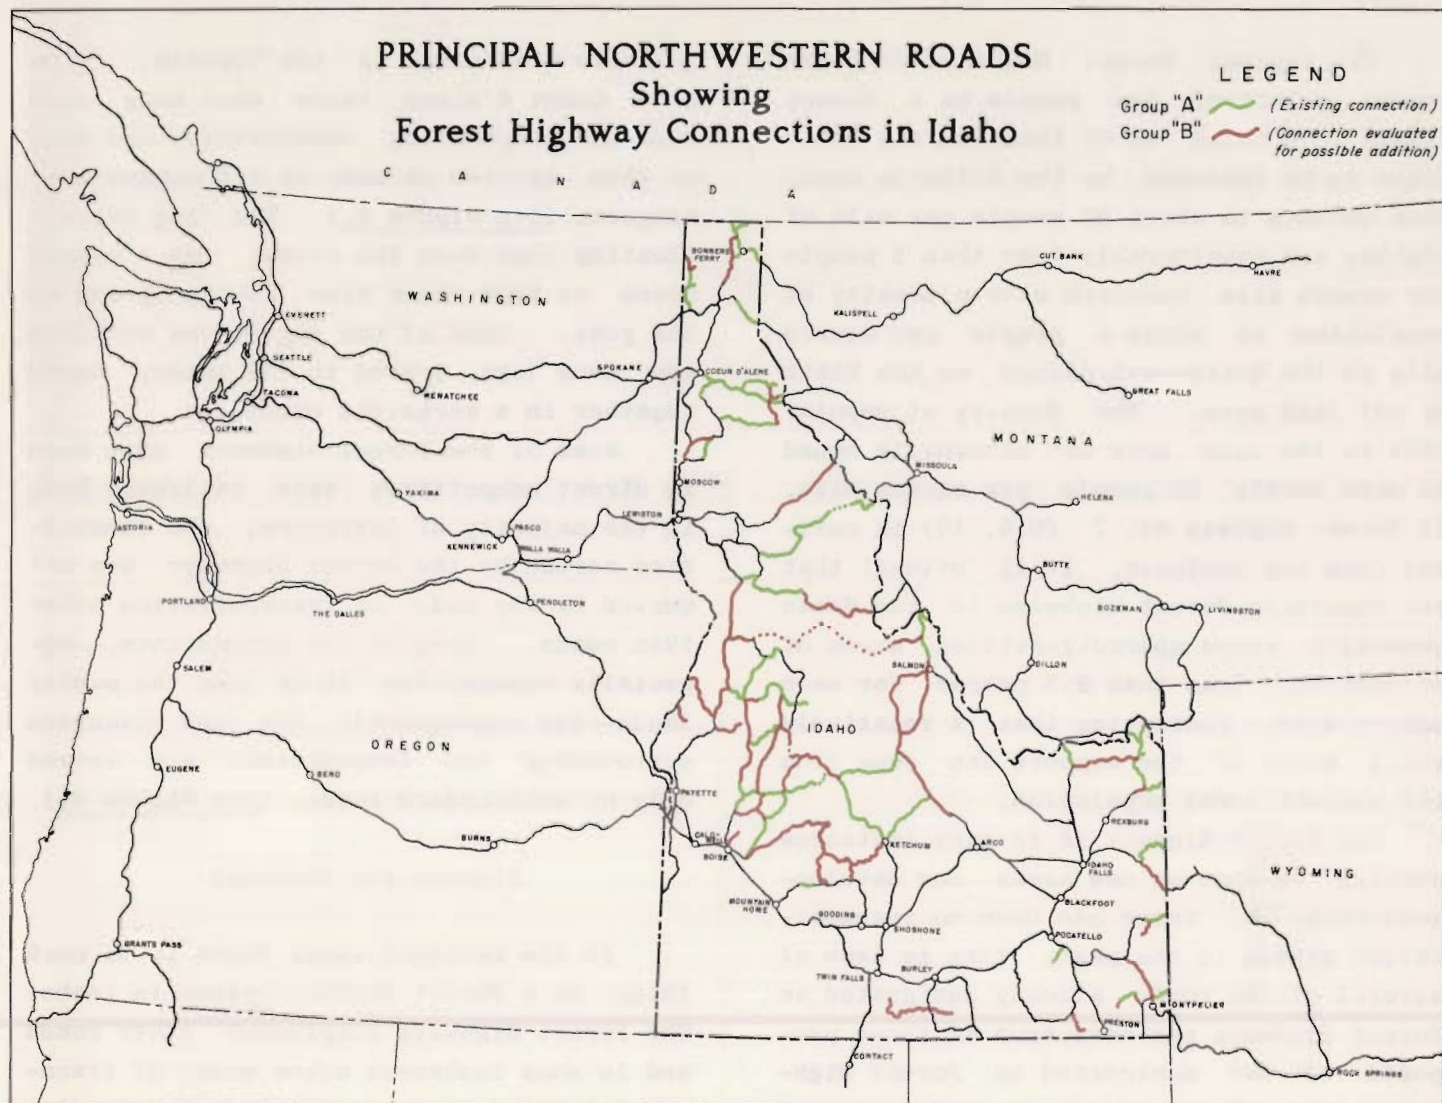 PRINCIPAL NORTHWESTERN ROADS
Showing
Forest Highway Connections in Idaho
LEGEND
Group "A" (Existing connection)
Group "B" (Connection evaluated
for possible addition)
C N A D A
BONNERS
FERRY
CUT BANK
HAVRE
WASHINGTON
KALISPELL
EVERETT
SEATTLE
SPOKANE
COEUR D'ALENE
WENATCHEE
GREAT FALLS
TACOMA
OLYMPIA
MONTANA
MISSOULA
MOSCOW
YAKIMA
HELENA
LEWISTON
ASTORIA
PASCO
KENNEWICK
WALLA WALLA
BUTTE
PORTLAND
THE DALLES
PENDLETON
BOZEMAN
LIVINGSTON
SALEM
SALMON
DILLON
OREGON
IDAHO
EUGENE
BEND
PAYETTE
REXBURG
BURNS
CALD-
WELL
BOISE
KETCHUM
ARCO
IDAHO
FALLS
WYOMING
MOUNTAIN
HOME
BLACKFOOT
GOODING
SHOSHONE
POCATELLO
GRANTS PASS
TWIN FALLS
BURLEY
MONTPELIER
PRESTON
CONTACT
ROCK SPRINGS